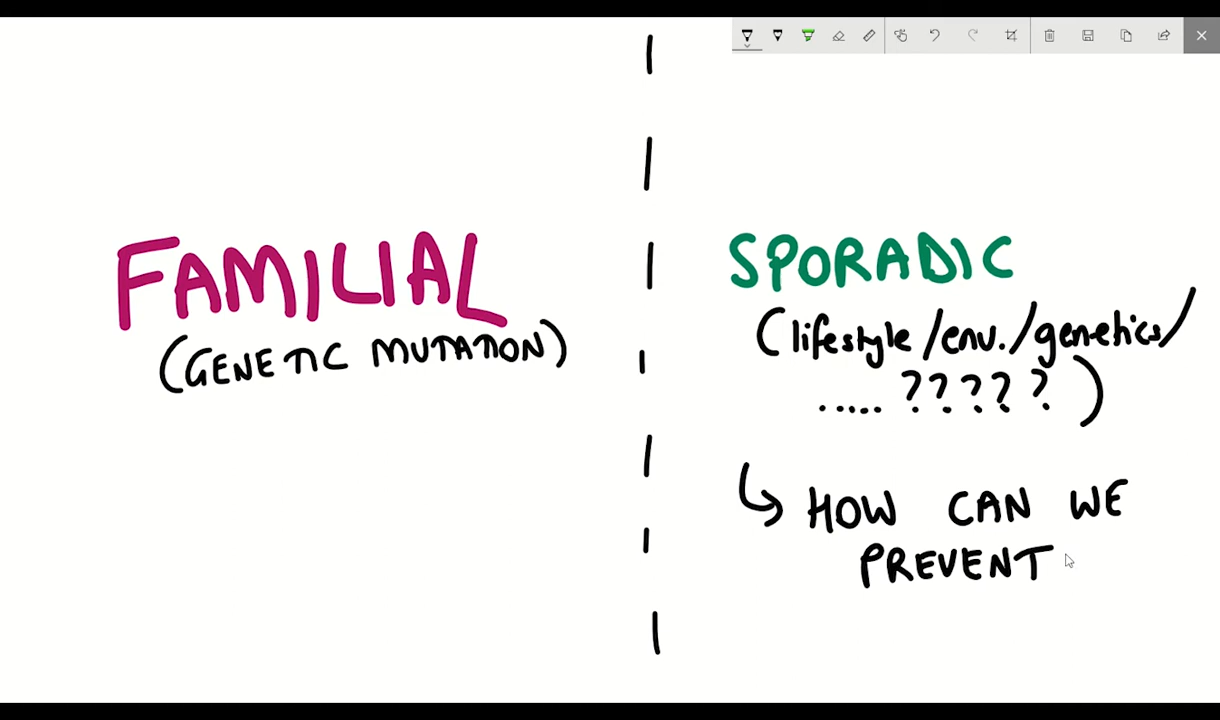 FAMILIAL
(GENETIC MUTATION)
SPORADIC
(lifestyle/env./genetics/
..... ?????)
↳ HOW CAN WE
PREVENT